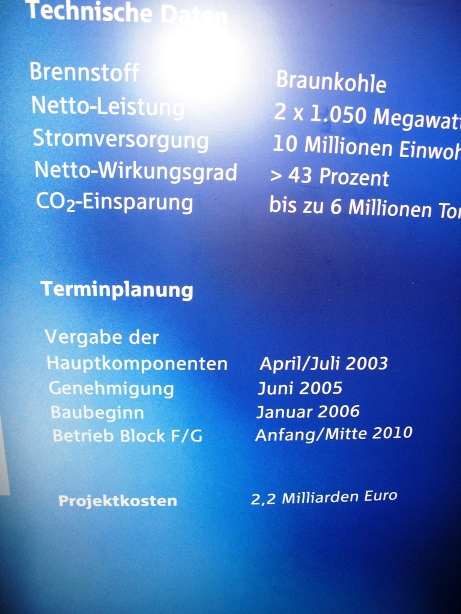 Technische Daten
Brennstoff Braunkohle
Netto-Leistung 2 x 1.050 Megawatt
Stromversorgung 10 Millionen Einwoh
Netto-Wirkungsgrad > 43 Prozent
CO2-Einsparung bis zu 6 Millionen To
Terminplanung
Vergabe der
Hauptkomponenten April/Juli 2003
Genehmigung Juni 2005
Baubeginn Januar 2006
Betrieb Block F/G Anfang/Mitte 2010
Projektkosten 2,2 Milliarden Euro